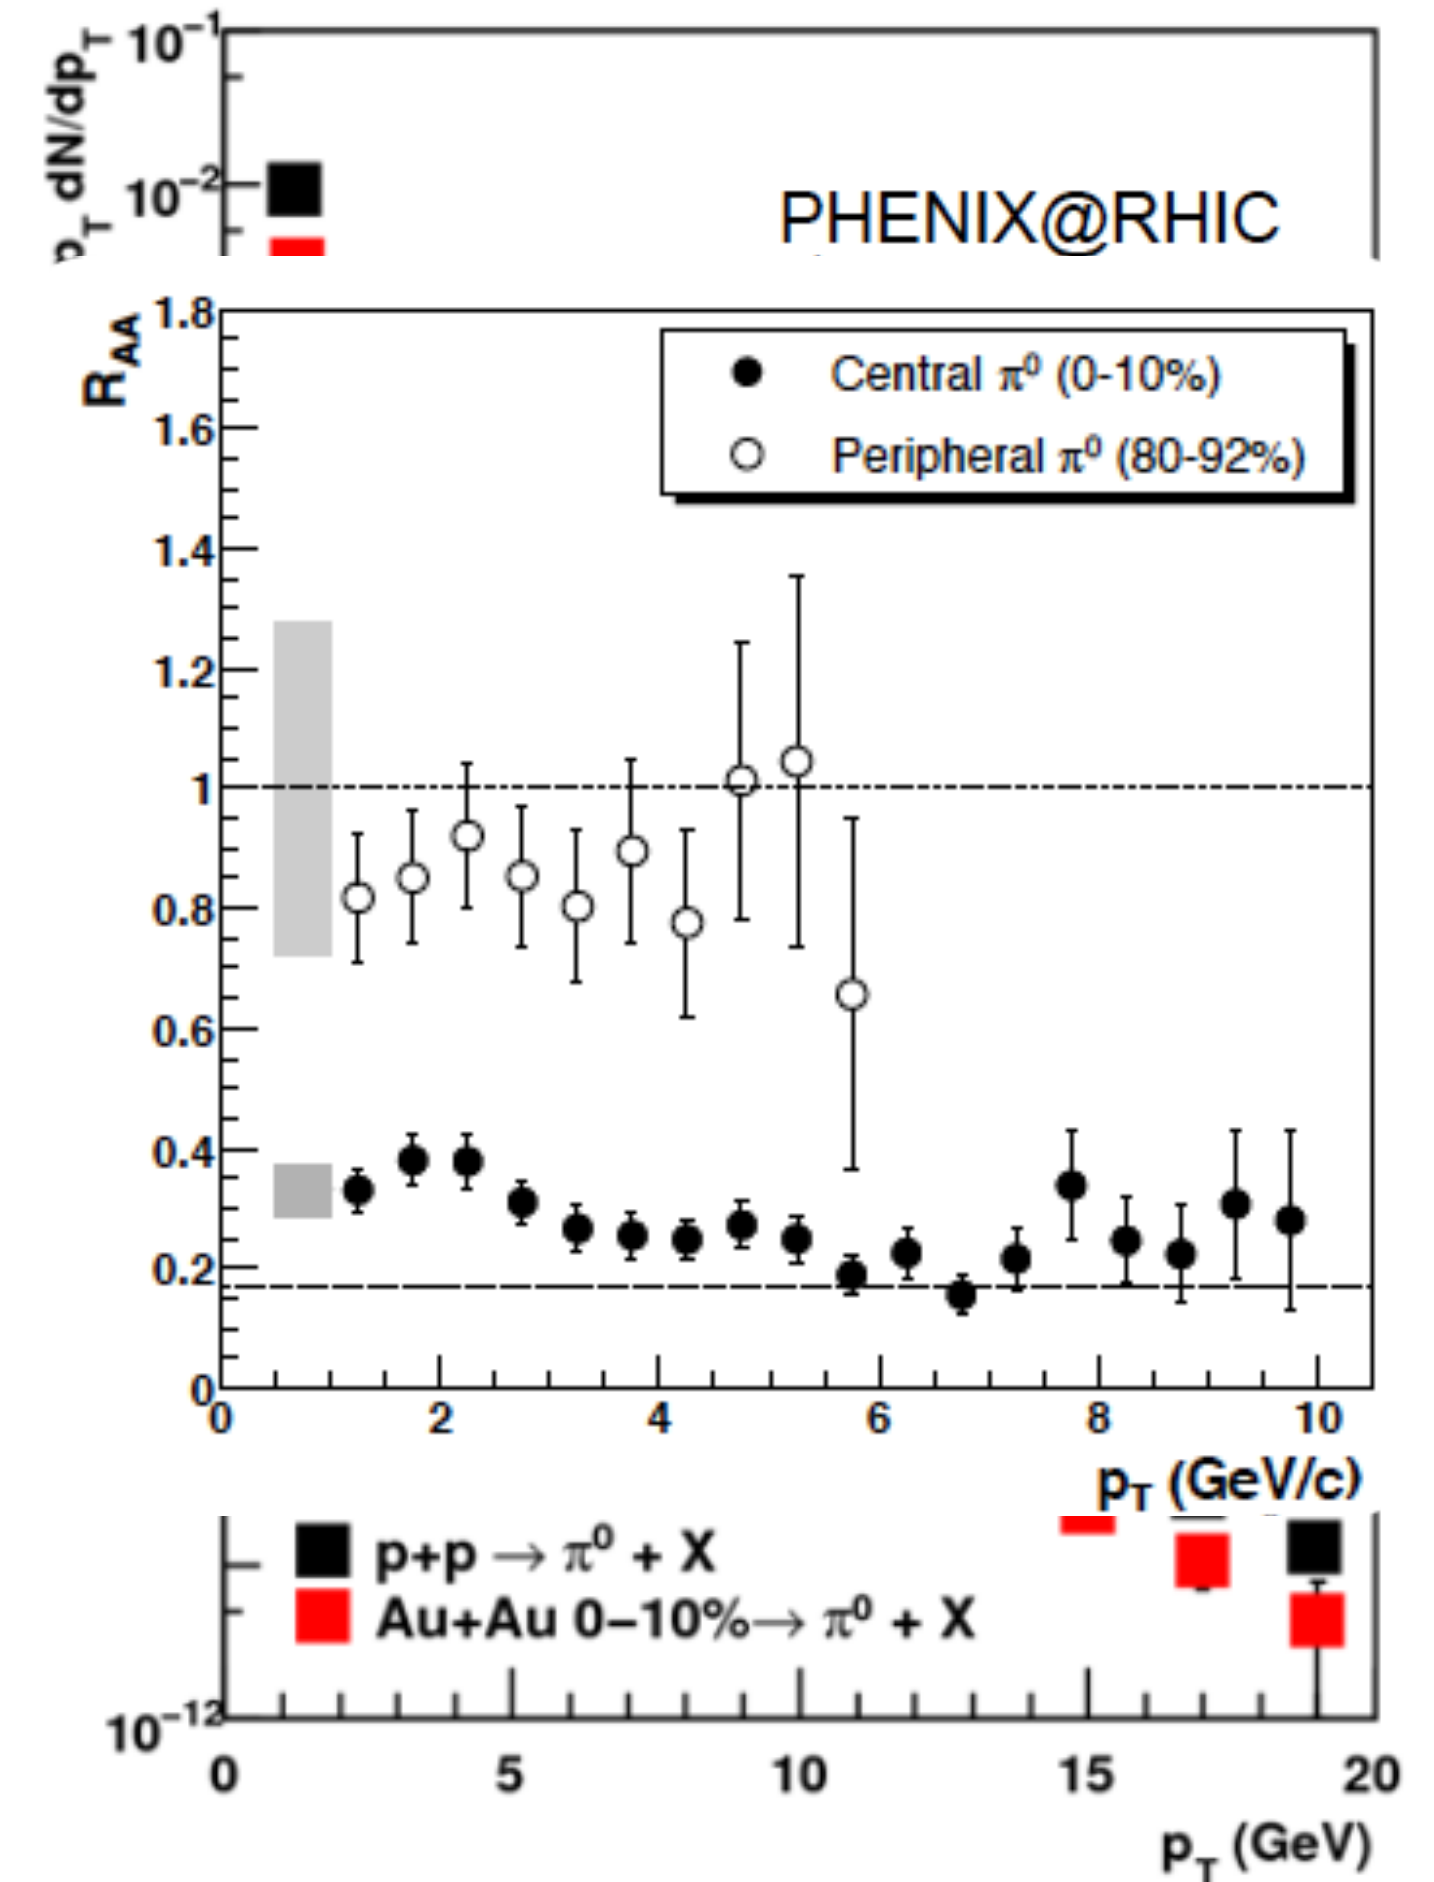 p_T dN/dp_T
10⁻¹
10⁻²
PHENIX@RHIC
R_AA
1.8
1.6
1.4
1.2
1
0.8
0.6
0.4
0.2
0
Central π⁰ (0-10%)
Peripheral π⁰ (80-92%)
0 2 4 6 8 10
p_T (GeV/c)
p+p → π⁰ + X
Au+Au 0–10%→ π⁰ + X
10⁻¹²
0 5 10 15 20
p_T (GeV)